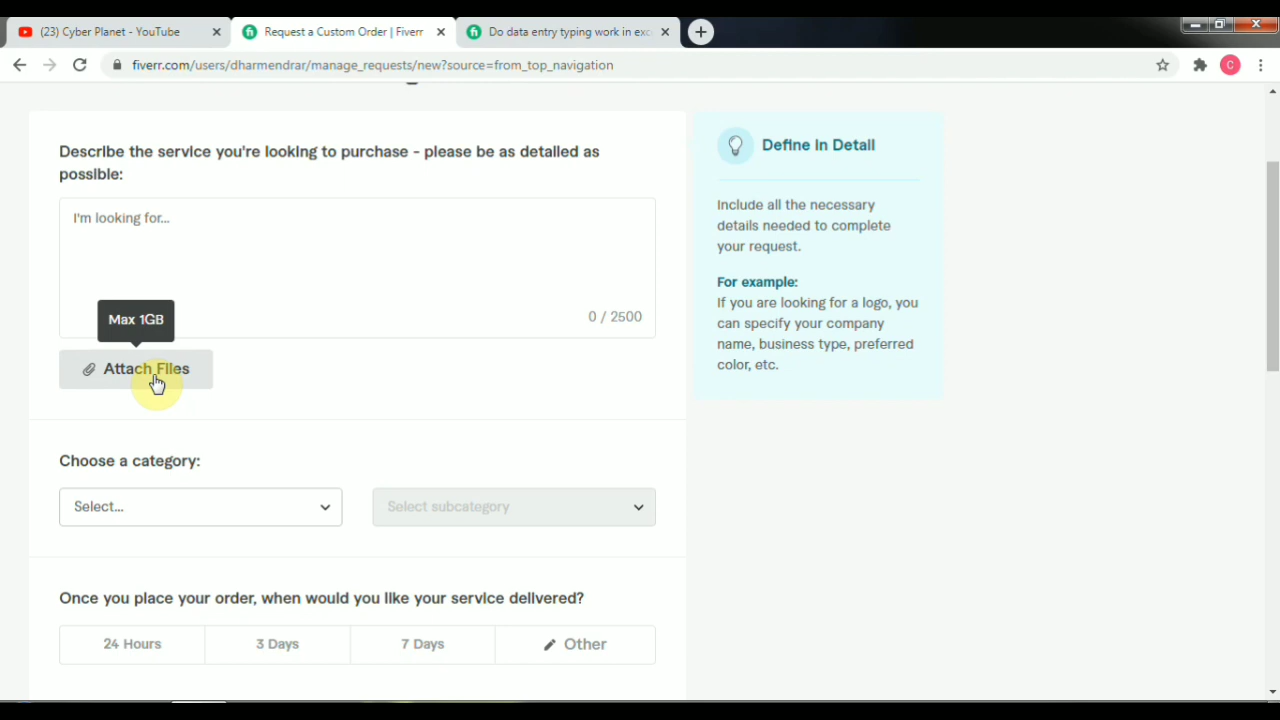 (23) Cyber Planet - YouTube
Request a Custom Order | Fiverr
Do data entry typing work in exc
fiverr.com/users/dharmendrar/manage_requests/new?source=from_top_navigation
C
Describe the service you're looking to purchase - please be as detailed as
possible:
I'm looking for...
Max 1GB
0 / 2500
Attach Files
Define in Detail
Include all the necessary
details needed to complete
your request.
For example:
If you are looking for a logo, you
can specify your company
name, business type, preferred
color, etc.
Choose a category:
Select...
Select subcategory
Once you place your order, when would you like your service delivered?
24 Hours
3 Days
7 Days
Other